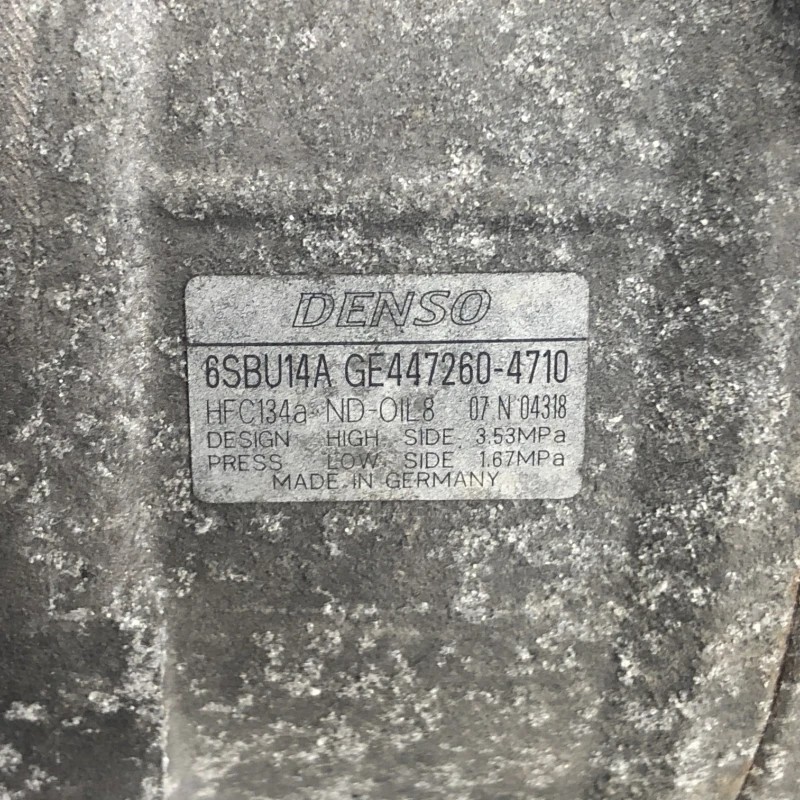 DENSO
6SBU14A GE447260-4710
HFC134a ND-OIL8 07 N 04318
DESIGN HIGH SIDE 3.53MPa
PRESS LOW SIDE 1.67MPa
MADE IN GERMANY